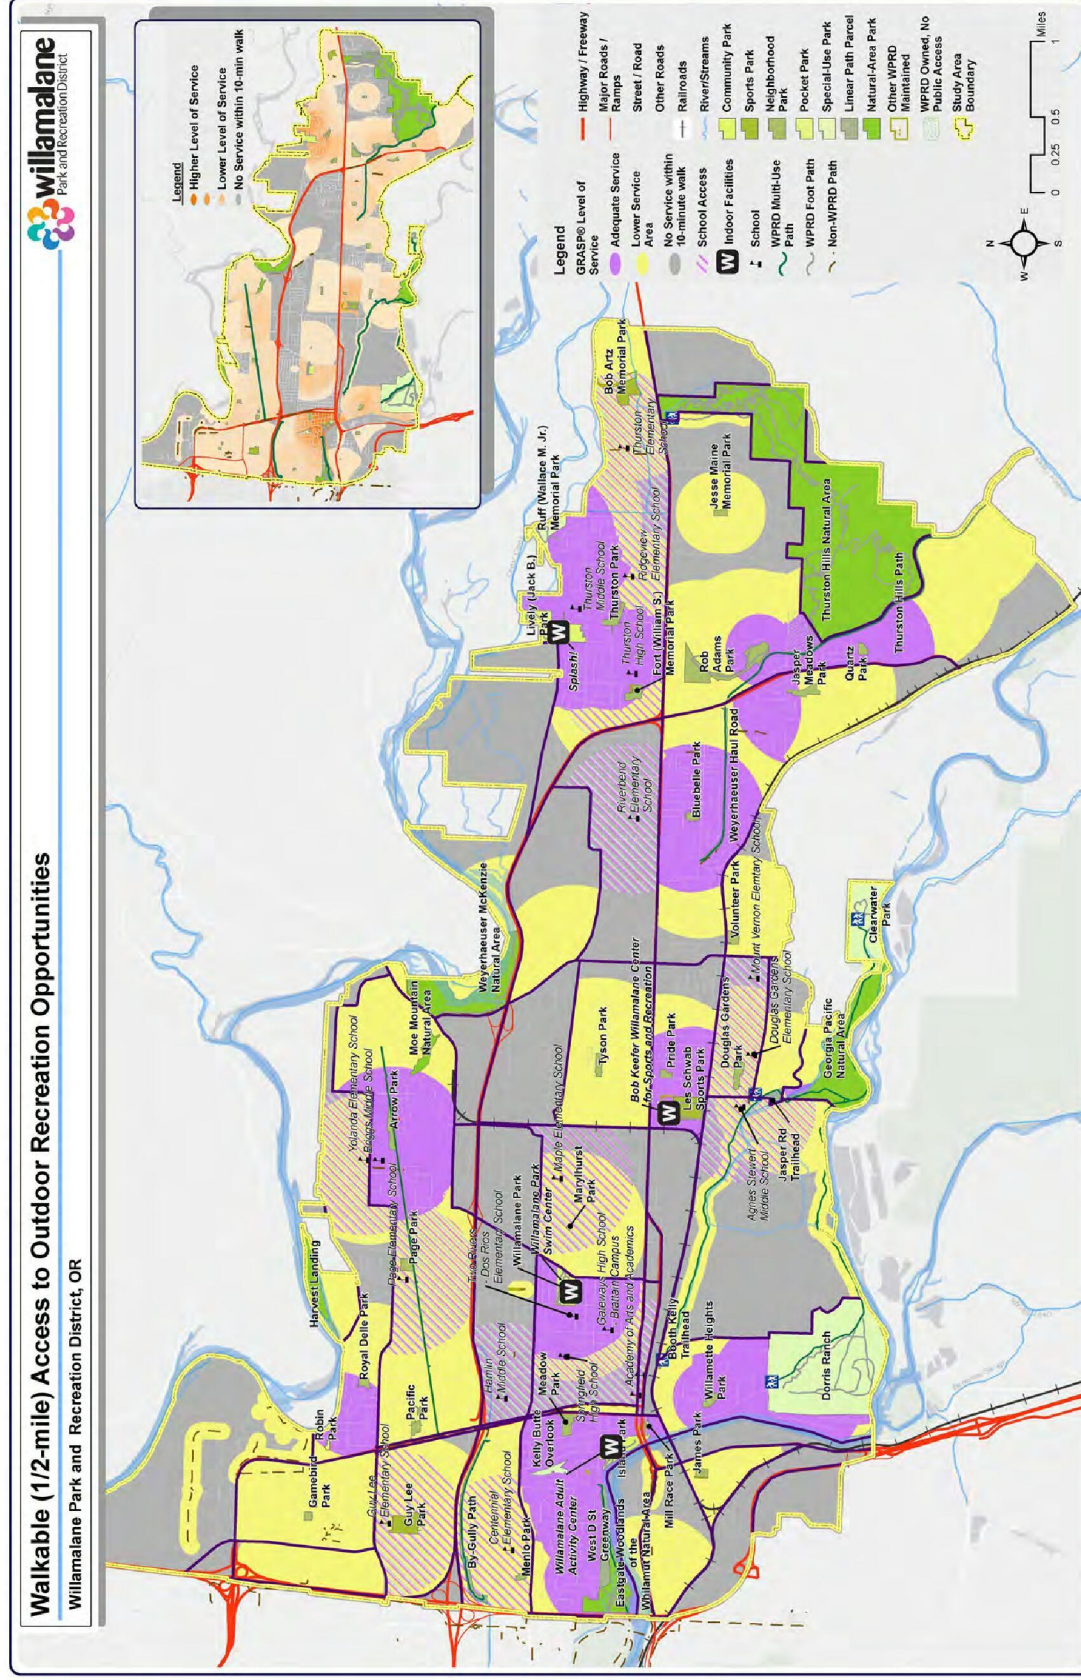 Walkable (1/2-mile) Access to Outdoor Recreation Opportunities
Willamalane Park and Recreation District, OR
willamalane
Park and Recreation District
Legend
Higher Level of Service
Lower Level of Service
No Service within 10-min walk
Legend
GRASP® Level of
Service
Adequate Service
Lower Service
Area
No Service within
10-minute walk
School Access
W Indoor Facilities
School
WPRD Multi-Use
Path
WPRD Foot Path
Non-WPRD Path
Highway / Freeway
Major Roads /
Ramps
Street / Road
Other Roads
Railroads
River/Streams
Community Park
Sports Park
Neighborhood
Park
Pocket Park
Special-Use Park
Linear Path Parcel
Natural-Area Park
Other WPRD
Maintained
WPRD Owned, No
Public Access
Study Area
Boundary
N
W E
S
0 0.25 0.5 1
Miles
Harvest Landing
Royal Delle Park
Robin
Park
Gamebird
Park
Guy Lee
Elementary School
Guy Lee
Park
Pacific
Park
Page Elementary School
Page Park
Yolanda Elementary School
Briggs Middle School
Arrow Park
Moe Mountain
Natural Area
Weyerhaeuser McKenzie
Natural Area
By-Gully Path
Centennial
Elementary School
Menlo Park
Hamlin
Middle School
Two Rivers
- Dos Rios
Elementary School
Willamalane Park
Willamalane Park
Swim Center
W
Maple Elementary School
Marylhurst
Park
Tyson Park
Kelly Butte
Overlook
Meadow
Park
Springfield
High School
Gateways High School
Brattain Campus
Academy of Arts and Academics
Willamalane Adult
Activity Center
W
Island Park
West D St
Greenway
Eastgate Woodlands
of the
Whilamut Natural Area
Mill Race Park
James Park
Booth Kelly
Trailhead
Willamette Heights
Park
Dorris Ranch
Bob Keefer Willamalane Center
for Sports and Recreation
W
Pride Park
Les Schwab
Sports Park
Douglas Gardens
Park
Douglas Gardens
Elementary School
Agnes Stewart
Middle School
Jasper Rd
Trailhead
Georgia Pacific
Natural Area
Clearwater
Park
Mount Vernon Elementary School
Volunteer Park
Weyerhaeuser Haul Road
Bluebelle Park
Riverbend
Elementary
School
Lively (Jack B.)
Park
W
Splash!
Ruff (Wallace M. Jr.)
Memorial Park
Thurston
Middle School
Thurston Park
Thurston
High School
Fort (William S.)
Memorial Park
Ridgeview
Elementary School
Thurston
Elementary
School
Bob Artz
Memorial Park
Jesse Maine
Memorial Park
Rob
Adams
Park
Jasper
Meadows
Park
Quartz
Park
Thurston Hills Natural Area
Thurston Hills Path